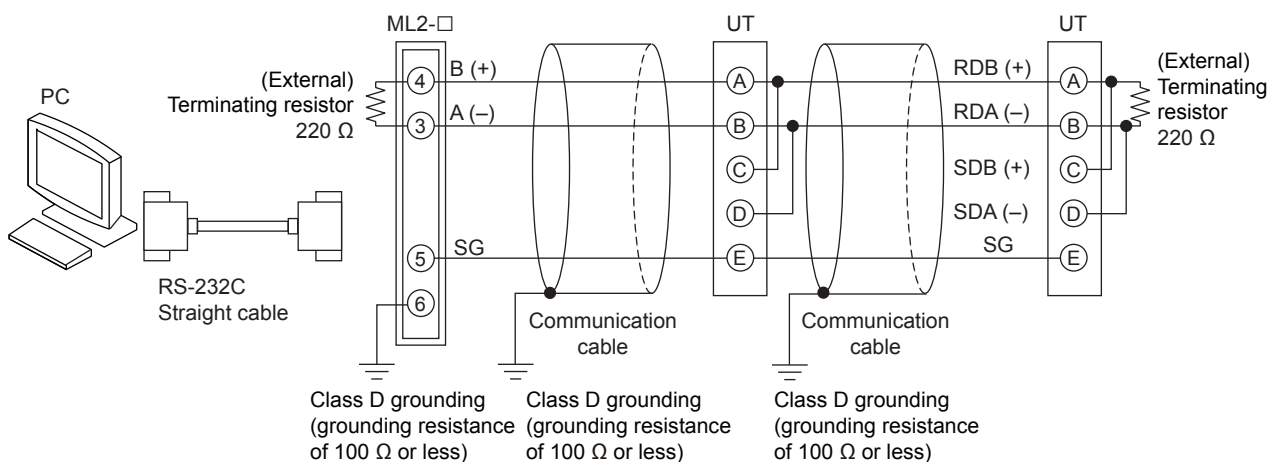 ML2-□
UT
UT
PC
(External)
Terminating resistor
220 Ω
4
B (+)
3
A (–)
5
SG
6
A
B
C
D
E
RDB (+)
RDA (–)
SDB (+)
SDA (–)
SG
A
B
C
D
E
(External)
Terminating
resistor
220 Ω
RS-232C
Straight cable
Communication
cable
Communication
cable
Class D grounding
(grounding resistance
of 100 Ω or less)
Class D grounding
(grounding resistance
of 100 Ω or less)
Class D grounding
(grounding resistance
of 100 Ω or less)